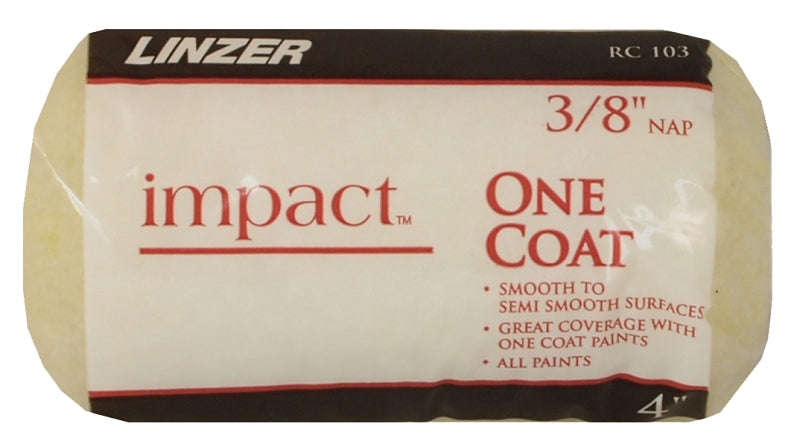 LINZER
RC 103
3/8" NAP
impact™
ONE
COAT
• SMOOTH TO
SEMI SMOOTH SURFACES
• GREAT COVERAGE WITH
ONE COAT PAINTS
• ALL PAINTS
4"